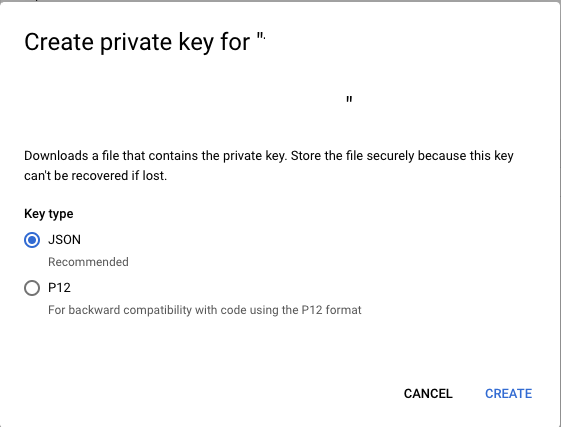 Create private key for "
"
Downloads a file that contains the private key. Store the file securely because this key
can't be recovered if lost.
Key type
JSON
Recommended
P12
For backward compatibility with code using the P12 format
CANCEL
CREATE